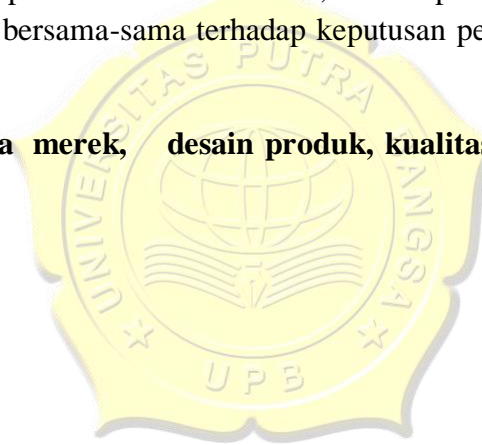 bersama-sama terhadap keputusan pe
a merek, desain produk, kualitas
UNIVERSITAS PUTRA BANGSA
UPB